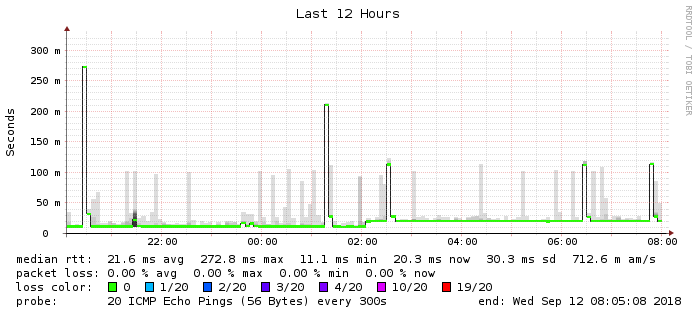 Last 12 Hours
RRDTOOL / TOBI OETIKER
Seconds
300 m
250 m
200 m
150 m
100 m
50 m
0
22:00 00:00 02:00 04:00 06:00 08:00
median rtt: 21.6 ms avg 272.8 ms max 11.1 ms min 20.3 ms now 30.3 ms sd 712.6 m am/s
packet loss: 0.00 % avg 0.00 % max 0.00 % min 0.00 % now
loss color: 0 1/20 2/20 3/20 4/20 10/20 19/20
probe: 20 ICMP Echo Pings (56 Bytes) every 300s end: Wed Sep 12 08:05:08 2018